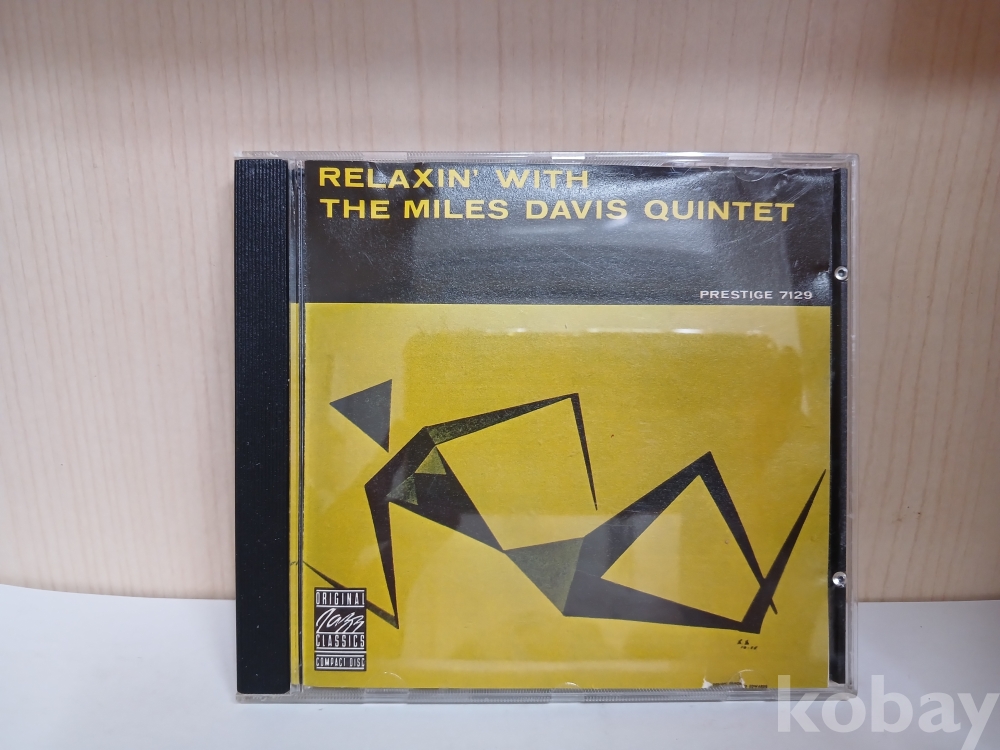 RELAXIN' WITH
THE MILES DAVIS QUINTET
PRESTIGE 7129
ORIGINAL
Jazz
CLASSICS
COMPACT DISC
kobay